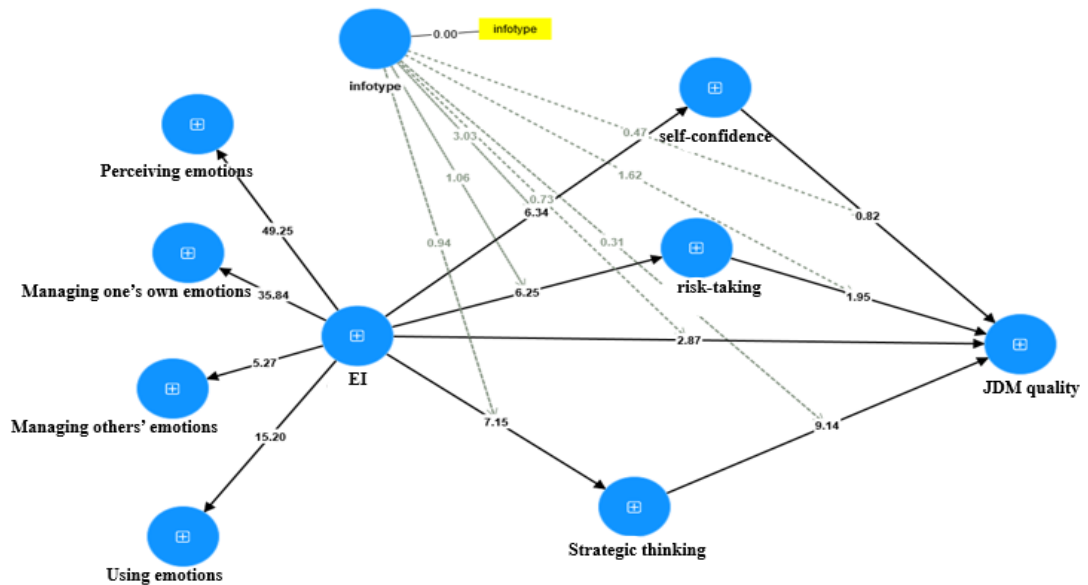 0.00
infotype
infotype
self-confidence
Perceiving emotions
0.47
3.03
1.62
1.06
0.73
6.34
0.82
49.25
0.94
0.31
Managing one’s own emotions
35.84
6.25
risk-taking
1.95
2.87
5.27
EI
JDM quality
Managing others’ emotions
7.15
9.14
15.20
Strategic thinking
Using emotions